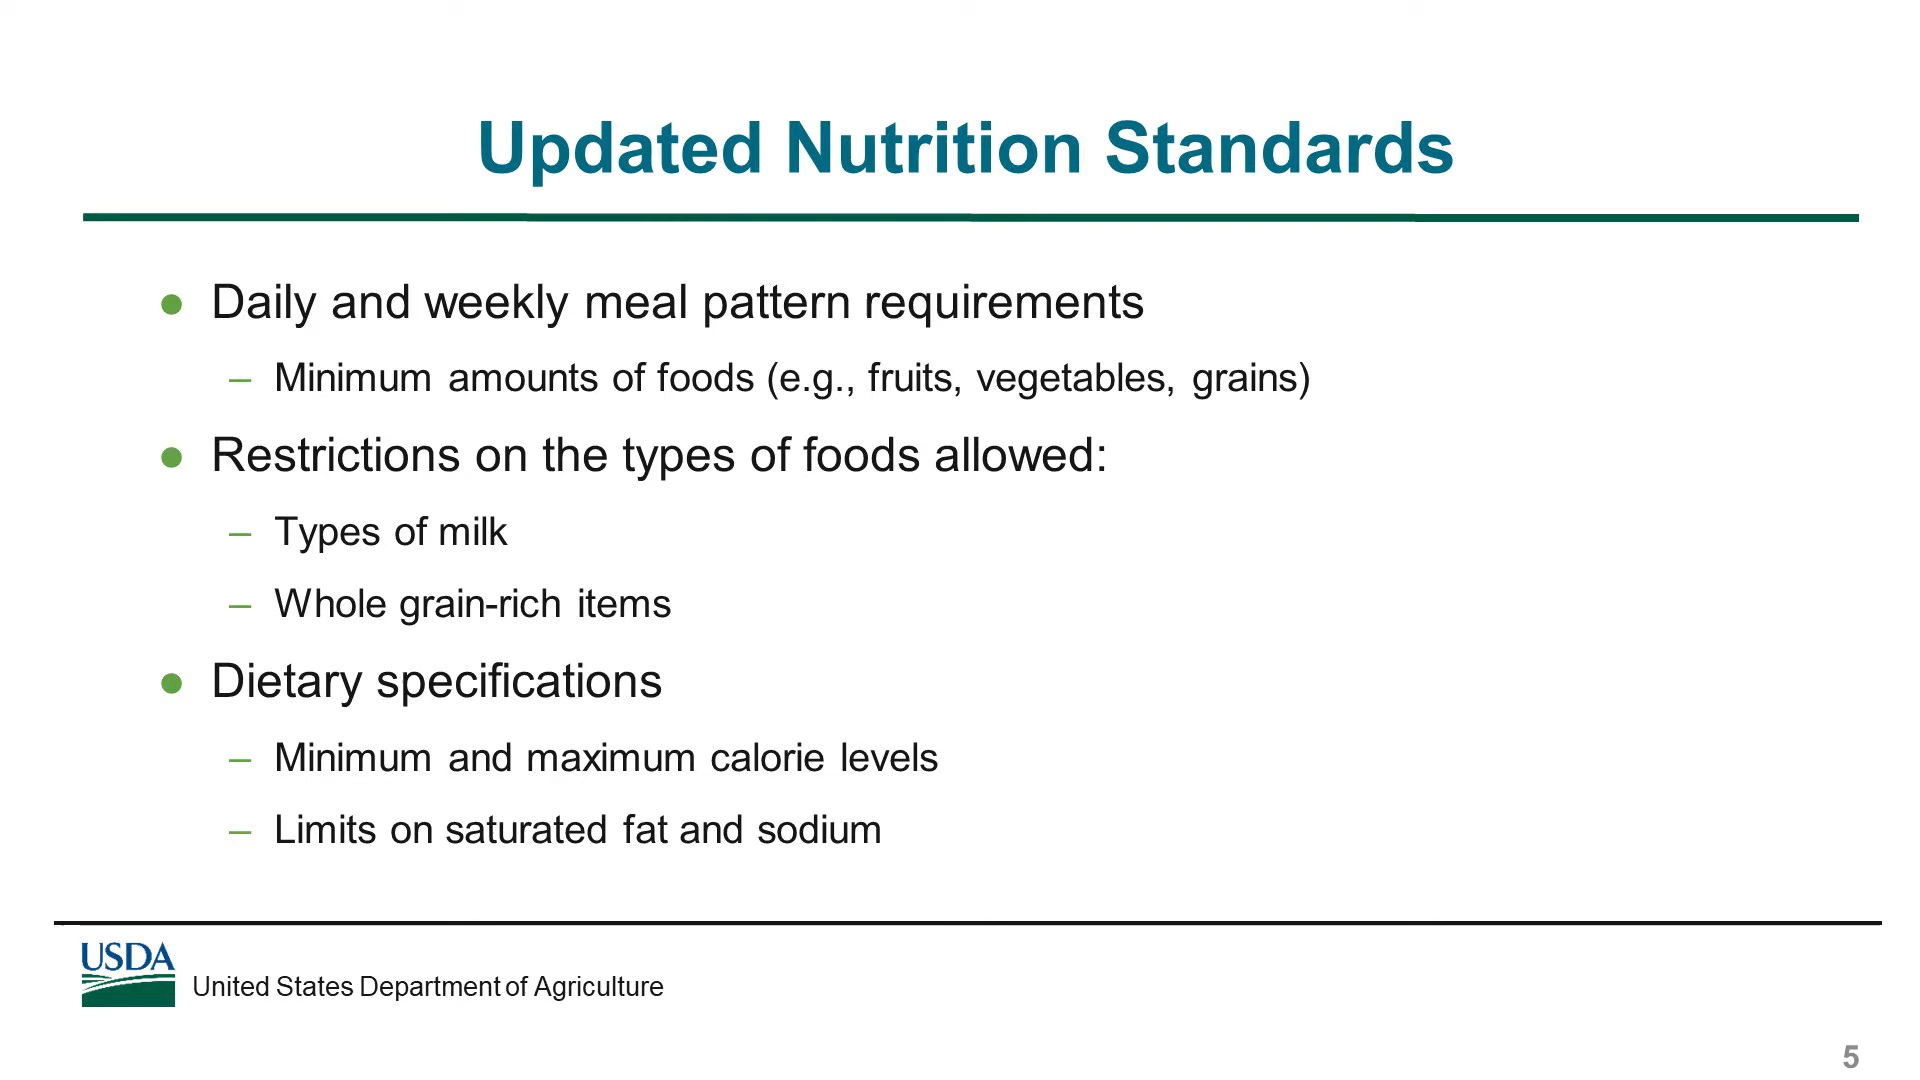 Updated Nutrition Standards
● Daily and weekly meal pattern requirements
– Minimum amounts of foods (e.g., fruits, vegetables, grains)
● Restrictions on the types of foods allowed:
– Types of milk
– Whole grain-rich items
● Dietary specifications
– Minimum and maximum calorie levels
– Limits on saturated fat and sodium
USDA
United States Department of Agriculture
5